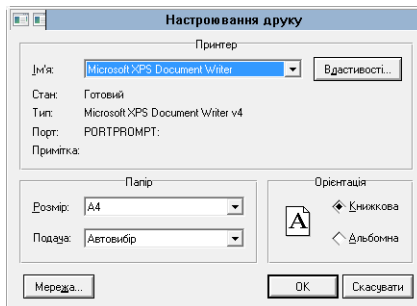 Настроювання друку
Принтер
Ім'я: Microsoft XPS Document Writer Властивості...
Стан: Готовий
Тип: Microsoft XPS Document Writer v4
Порт: PORTPROMPT:
Примітка:
Папір
Розмір: A4
Подача: Автовибір
Орієнтація
A
Книжкова
Альбомна
Мережа... OK Скасувати